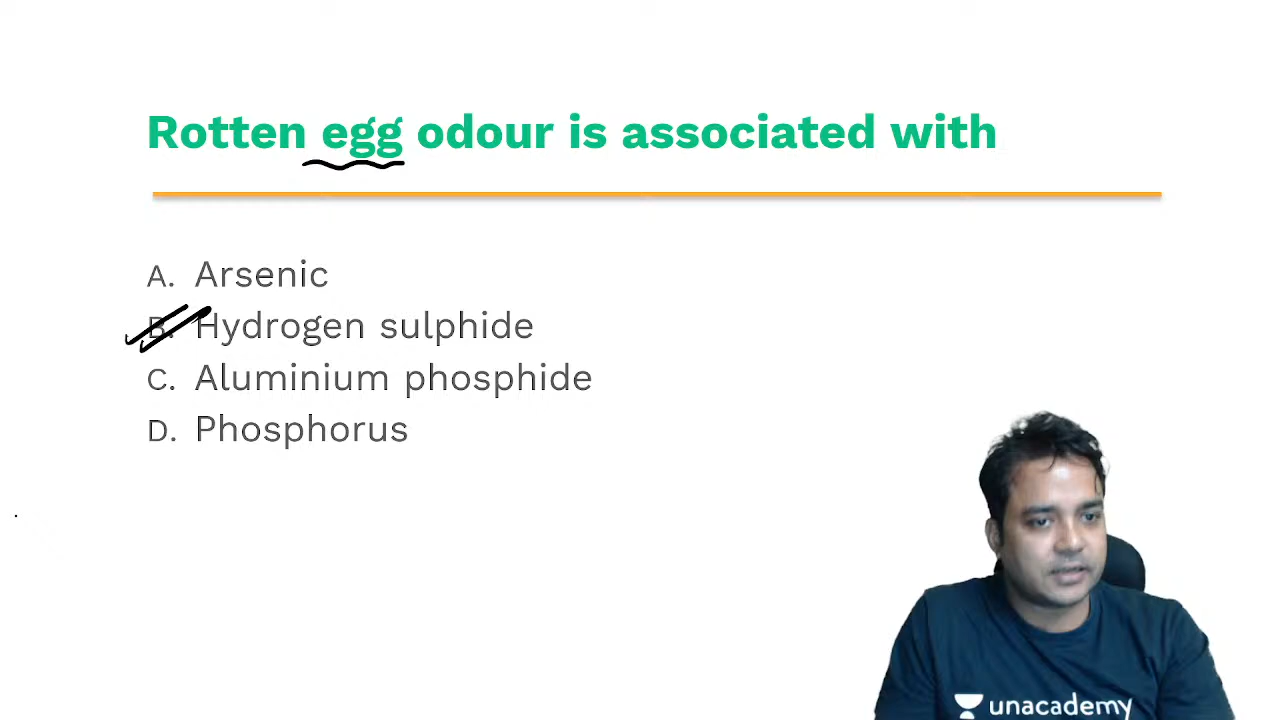 Rotten egg odour is associated with
A. Arsenic
B. Hydrogen sulphide
C. Aluminium phosphide
D. Phosphorus
unacademy